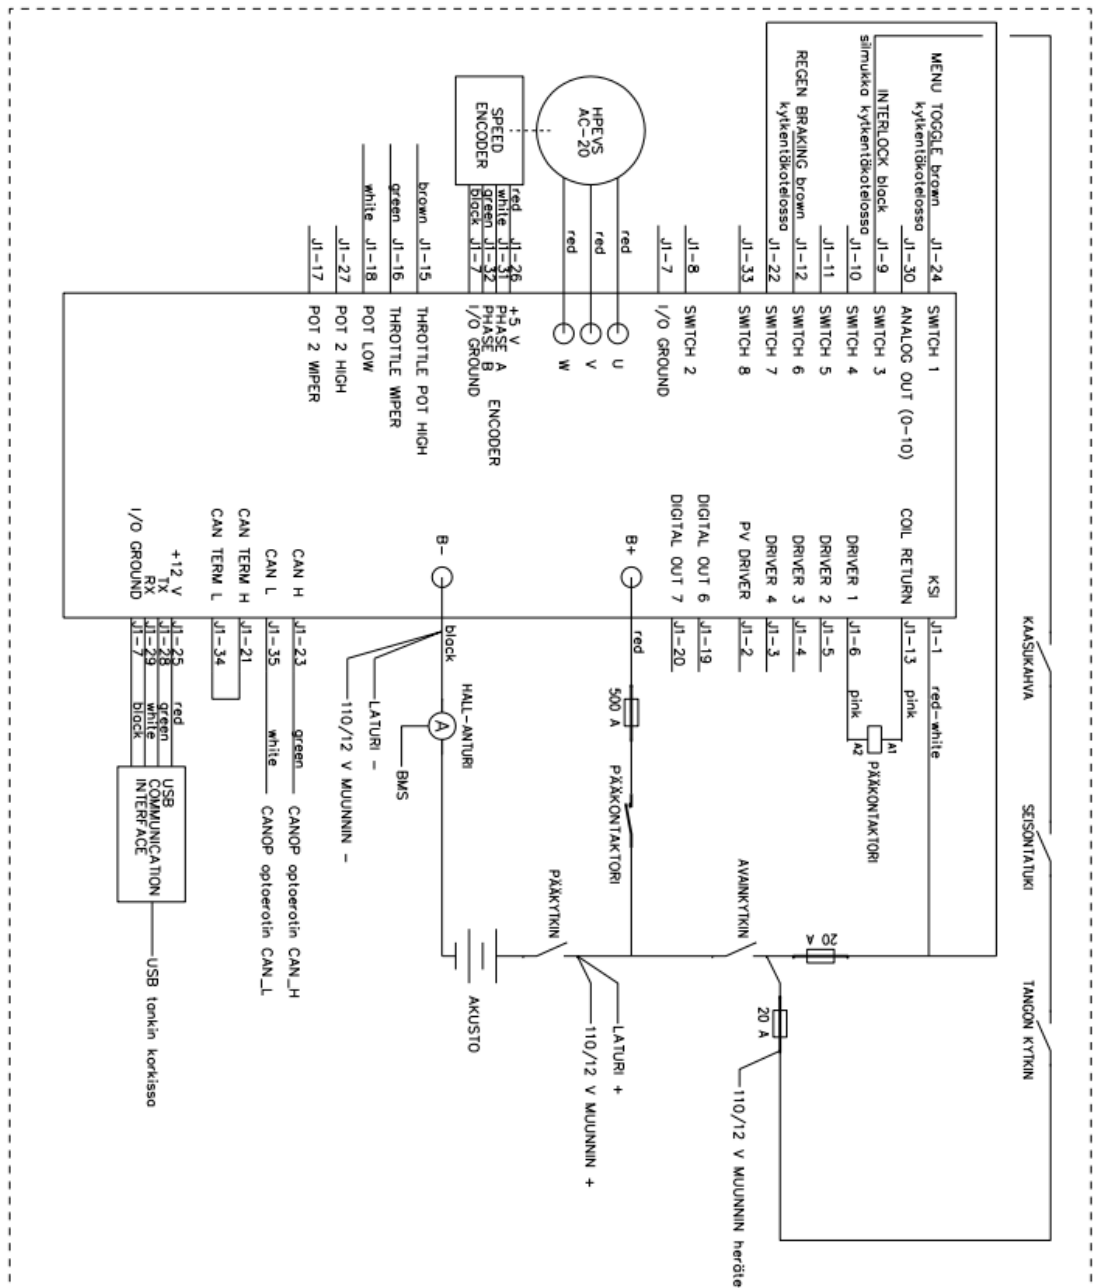 MENU TOGGLE brown J1-24 SWITCH 1
kytkentäkotelossa J1-30 ANALOG OUT (0-10)
INTERLOCK black J1-9 SWITCH 3
silmukka kytkentäkotelossa J1-10 SWITCH 4
J1-11 SWITCH 5
REGEN BRAKING brown J1-12 SWITCH 6
kytkentäkotelossa J1-22 SWITCH 7
J1-33 SWITCH 8
J1-8 SWITCH 2
J1-7 I/O GROUND
HPEVS
AC-20
red U
red V
red W
SPEED
ENCODER
red J1-26 +5 V
white J1-31 PHASE A
green J1-32 PHASE B
ENCODER
black J1-7 I/O GROUND
brown J1-15 THROTTLE POT HIGH
green J1-16 THROTTLE WIPER
white J1-18 POT LOW
J1-27 POT 2 HIGH
J1-17 POT 2 WIPER
KSI J1-1 red-white
COIL RETURN J1-13 pink
DRIVER 1 J1-6 pink
A1
A2
PÄÄKONTAKTORI
DRIVER 2 J1-5
DRIVER 3 J1-4
DRIVER 4 J1-3
PV DRIVER J1-2
DIGITAL OUT 6 J1-19
DIGITAL OUT 7 J1-20
B+ red 500 A PÄÄKONTAKTORI
B- black
HALL-ANTURI
A
BMS
LATURI -
110/12 V MUUNNIN -
CAN H J1-23 green CANOP optoerotin CAN_H
CAN L J1-35 white CANOP optoerotin CAN_L
CAN TERM H J1-21
CAN TERM L J1-34
+12 V J1-25 red
TX J1-28 green
RX J1-29 white
I/O GROUND J1-7 black
USB
COMMUNICATION
INTERFACE
USB tankin korkissa
KAASUKAHVA
SEISONTATUKI
TANGON KYTKIN
20 A
AVAINKYTKIN
20 A
110/12 V MUUNNIN heräte
LATURI +
110/12 V MUUNNIN +
PÄÄKYTKIN
AKUSTO